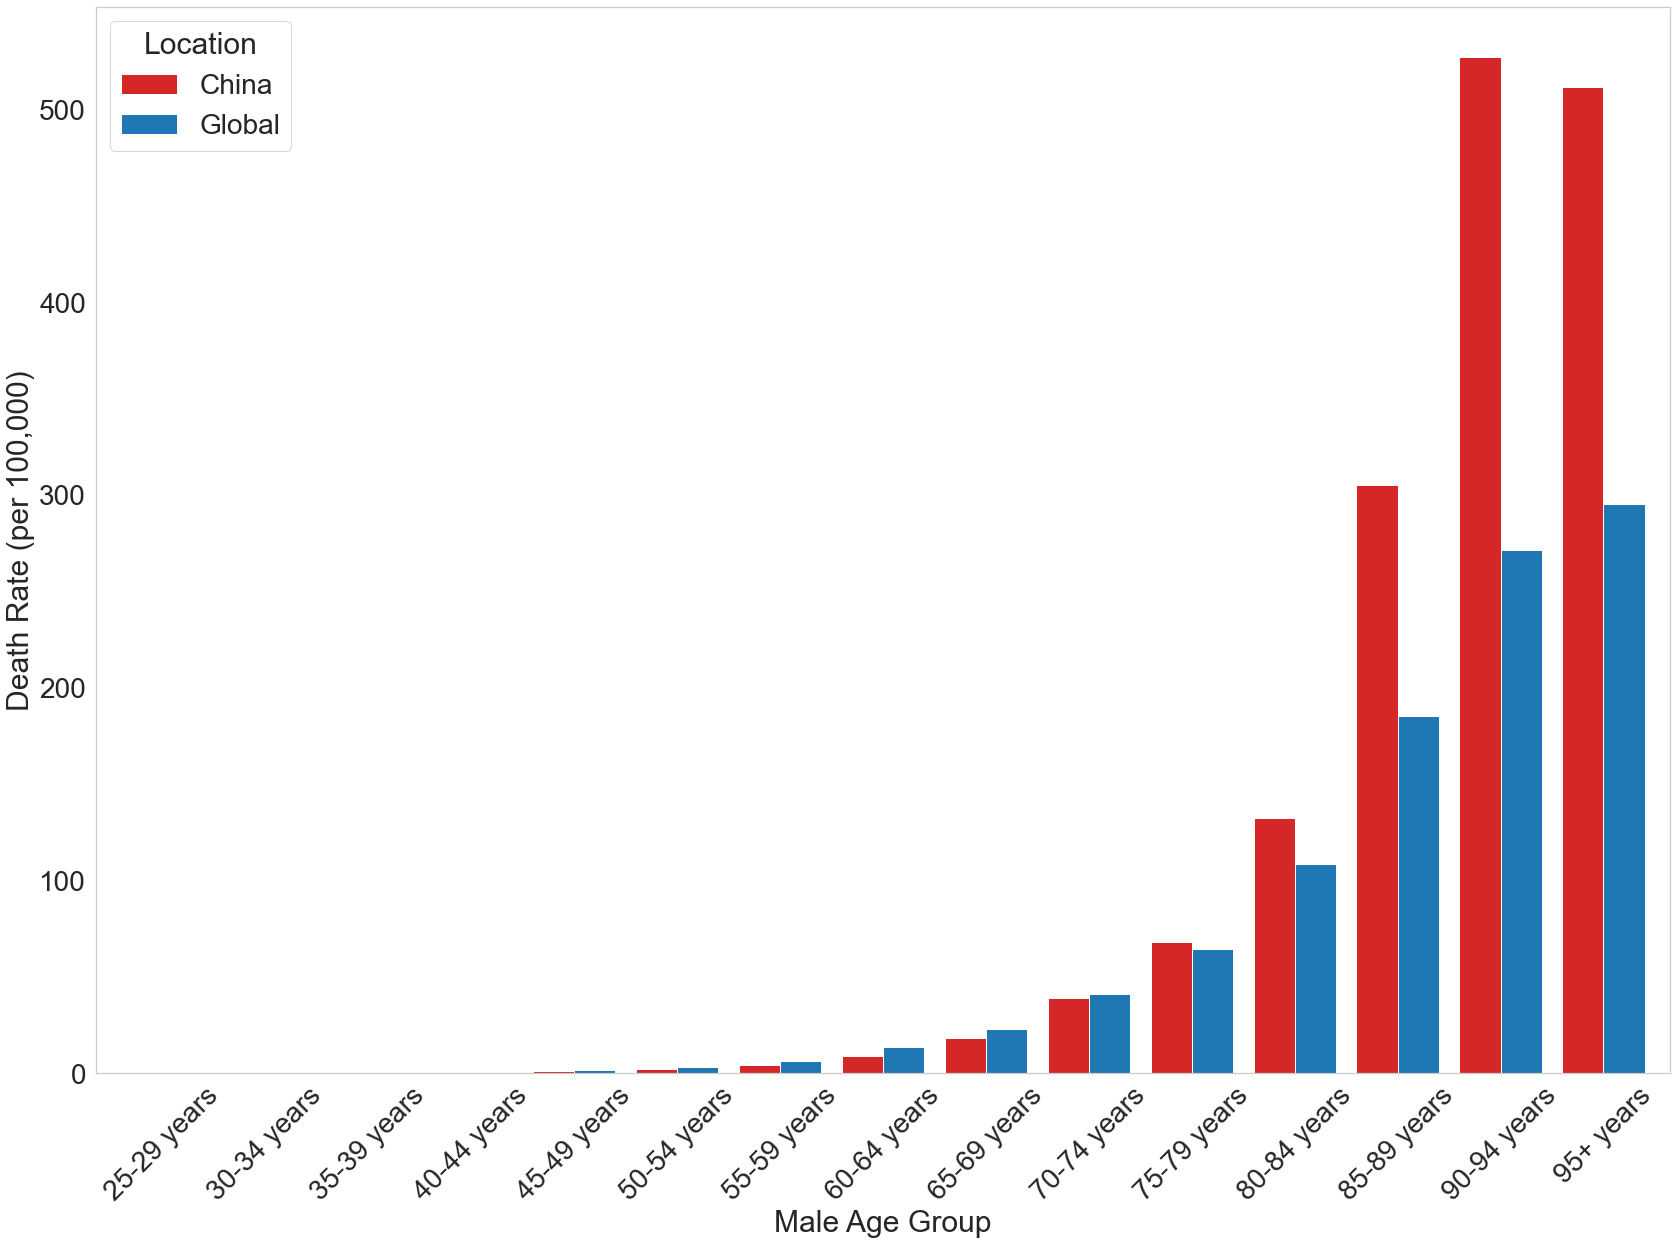 Location
China
Global
Death Rate (per 100,000)
500
400
300
200
100
0
25-29 years
30-34 years
35-39 years
40-44 years
45-49 years
50-54 years
55-59 years
60-64 years
65-69 years
70-74 years
75-79 years
80-84 years
85-89 years
90-94 years
95+ years
Male Age Group